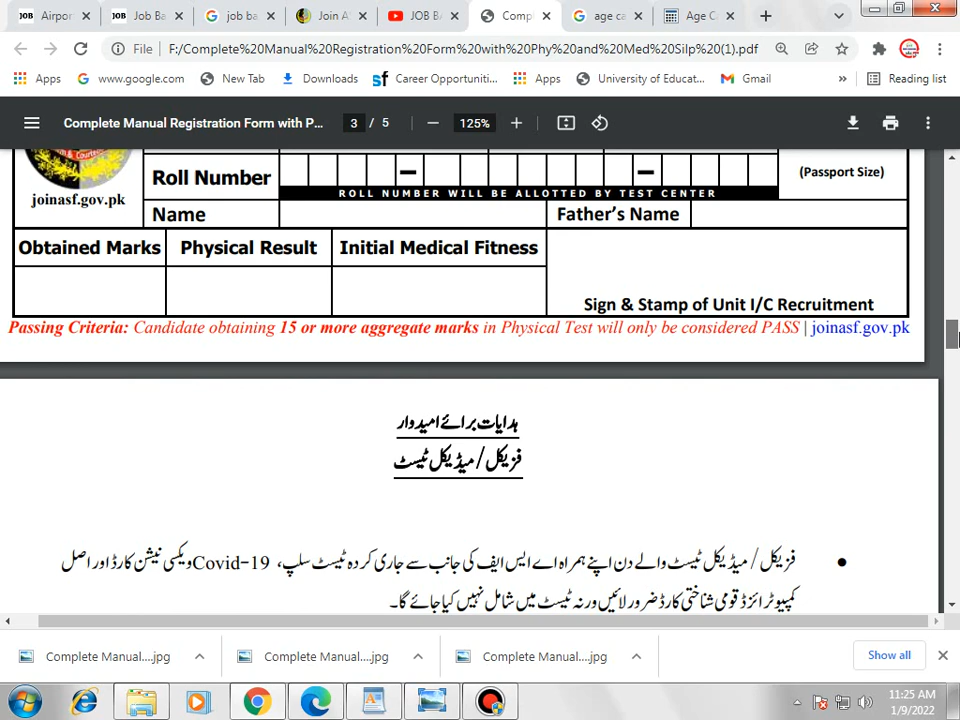 Airpor
Job Ba
job ba
Join A
JOB B
Comp
age ca
Age C
File
F:/Complete%20Manual%20Registration%20Form%20with%20Phy%20and%20Med%20Silp%20(1).pdf
Apps
www.google.com
New Tab
Downloads
Career Opportuniti...
Apps
University of Educat...
Gmail
»
Reading list
Complete Manual Registration Form with P...
3 / 5
125%
joinasf.gov.pk
Roll Number
(Passport Size)
ROLL NUMBER WILL BE ALLOTTED BY TEST CENTER
Name
Father's Name
Obtained Marks
Physical Result
Initial Medical Fitness
Sign & Stamp of Unit I/C Recruitment
Passing Criteria: Candidate obtaining 15 or more aggregate marks in Physical Test will only be considered PASS | joinasf.gov.pk
ہدایات برائے امیدوار
فزیکل / میڈیکل ٹیسٹ
● فزیکل / میڈیکل ٹیسٹ والے دن اپنے ہمراہ اے ایس ایف کی جانب سے جاری کردہ ٹیسٹ سلپ، Covid-19 ویکسی نیشن کارڈ اور اصل
کمپیوٹرائزڈ قومی شناختی کارڈ ضرور لائیں ورنہ ٹیسٹ میں شامل نہیں کیا جائے گا۔
Complete Manual....jpg
Complete Manual....jpg
Complete Manual....jpg
Show all
11:25 AM
1/9/2022